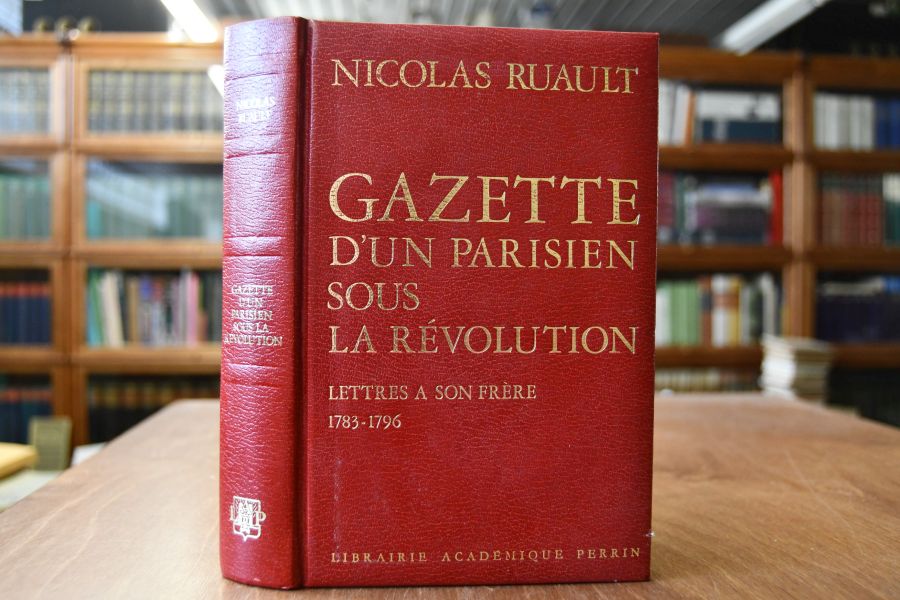 NICOLAS
RUAULT
GAZETTE
D'UN
PARISIEN
SOUS LA
RÉVOLUTION
L P
NICOLAS RUAULT
GAZETTE
D'UN PARISIEN
SOUS
LA RÉVOLUTION
LETTRES A SON FRÈRE
1783-1796
LIBRAIRIE ACADÉMIQUE PERRIN